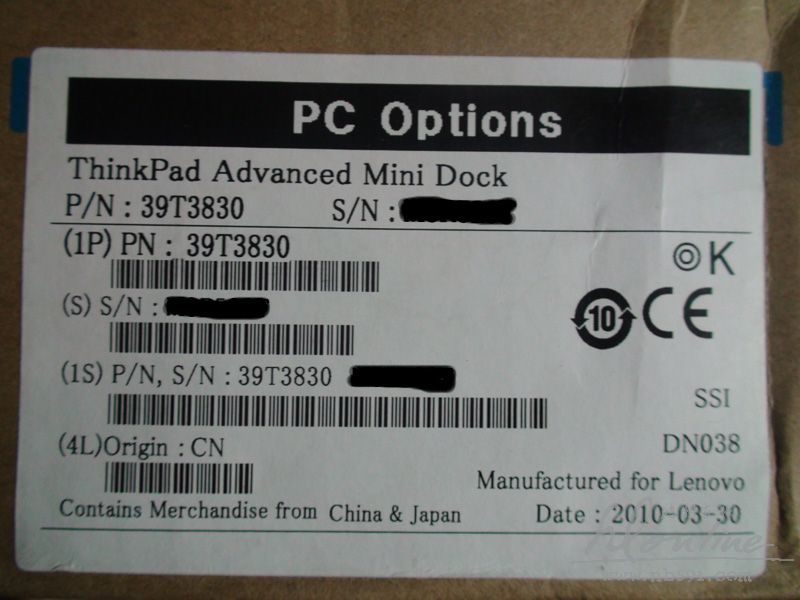 PC Options
ThinkPad Advanced Mini Dock
P/N : 39T3830 S/N :
(1P) PN : 39T3830
◎K
(S) S/N :
10 CE
(1S) P/N, S/N : 39T3830
SSI
(4L)Origin : CN
DN038
Manufactured for Lenovo
Contains Merchandise from China & Japan
Date : 2010-03-30